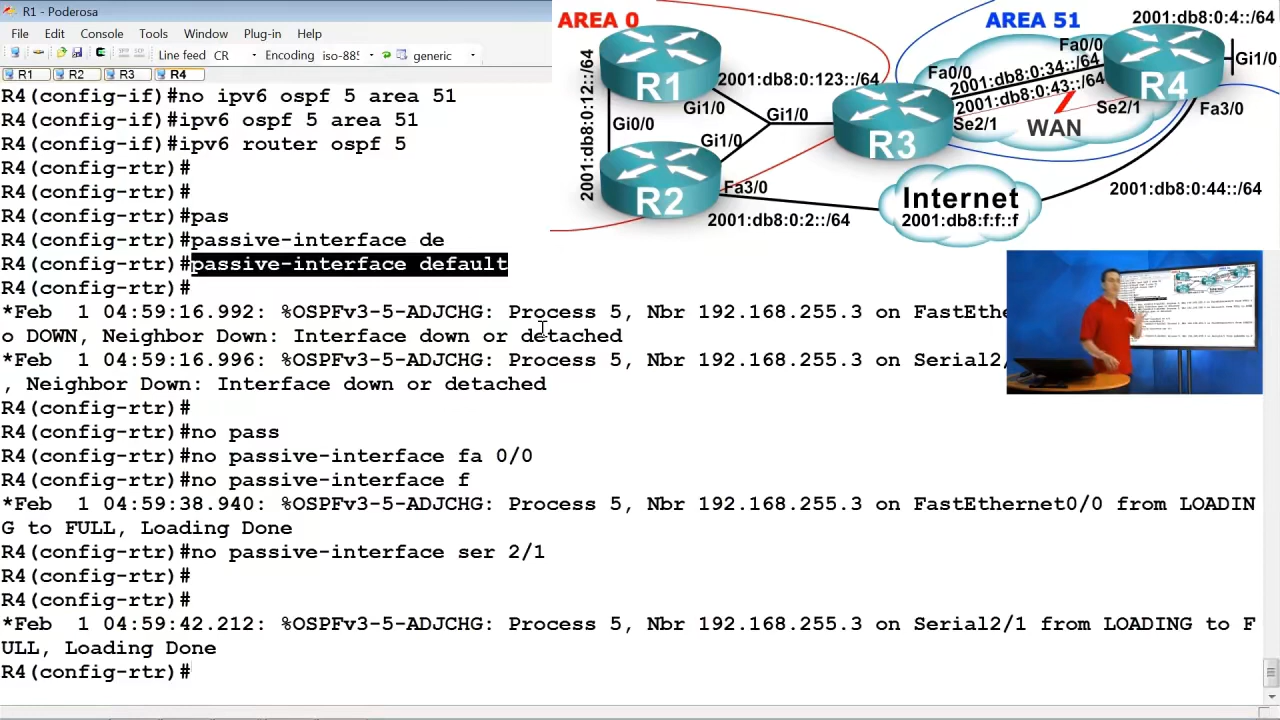 R1 - Poderosa
File Edit Console Tools Window Plug-in Help
Line feed CR Encoding iso-88: generic
R1 R2 R3 R4
R4(config-if)#no ipv6 ospf 5 area 51
R4(config-if)#ipv6 ospf 5 area 51
R4(config-if)#ipv6 router ospf 5
R4(config-rtr)#
R4(config-rtr)#
R4(config-rtr)#pas
R4(config-rtr)#passive-interface de
R4(config-rtr)#passive-interface default
R4(config-rtr)#
*Feb  1 04:59:16.992: %OSPFv3-5-ADJCHG: Process 5, Nbr 192.168.255.3 on FastEthe
o DOWN, Neighbor Down: Interface down or detached
*Feb  1 04:59:16.996: %OSPFv3-5-ADJCHG: Process 5, Nbr 192.168.255.3 on Serial2/
, Neighbor Down: Interface down or detached
R4(config-rtr)#
R4(config-rtr)#no pass
R4(config-rtr)#no passive-interface fa 0/0
R4(config-rtr)#no passive-interface f
*Feb  1 04:59:38.940: %OSPFv3-5-ADJCHG: Process 5, Nbr 192.168.255.3 on FastEthernet0/0 from LOADIN
G to FULL, Loading Done
R4(config-rtr)#no passive-interface ser 2/1
R4(config-rtr)#
R4(config-rtr)#
*Feb  1 04:59:42.212: %OSPFv3-5-ADJCHG: Process 5, Nbr 192.168.255.3 on Serial2/1 from LOADING to F
ULL, Loading Done
R4(config-rtr)#
AREA 0
AREA 51
2001:db8:0:4::/64
R1
2001:db8:0:123::/64
Gi1/0
Gi0/0
2001:db8:0:12::/64
Gi1/0
Gi1/0
R2
Fa3/0
2001:db8:0:2::/64
R3
Fa0/0
Fa0/0
2001:db8:0:34::/64
2001:db8:0:43::/64
Se2/1
Se2/1
WAN
R4
Gi1/0
Fa3/0
2001:db8:0:44::/64
Internet
2001:db8:f:f::f